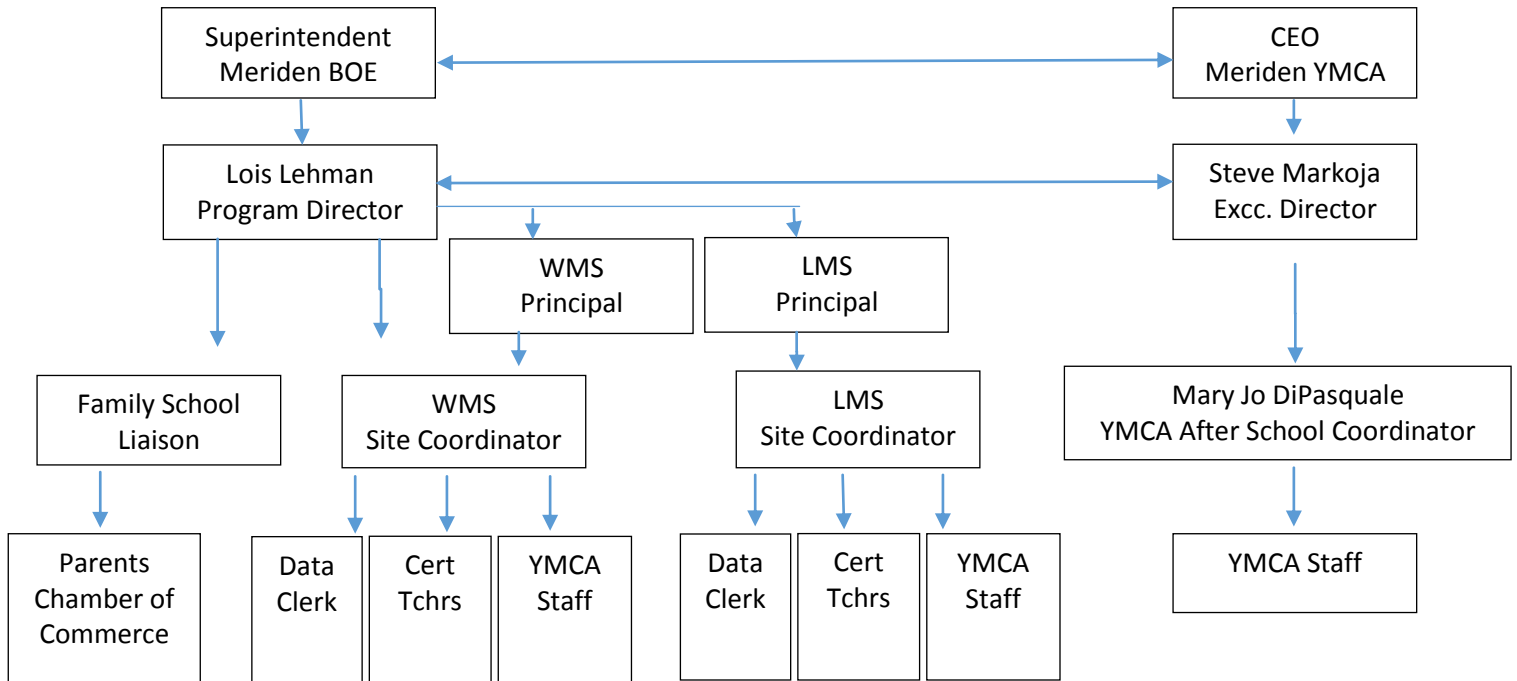 Superintendent
Meriden BOE
CEO
Meriden YMCA
Lois Lehman
Program Director
Steve Markoja
Excc. Director
WMS
Principal
LMS
Principal
Family School
Liaison
WMS
Site Coordinator
LMS
Site Coordinator
Mary Jo DiPasquale
YMCA After School Coordinator
Parents
Chamber of
Commerce
Data
Clerk
Cert
Tchrs
YMCA
Staff
Data
Clerk
Cert
Tchrs
YMCA
Staff
YMCA Staff